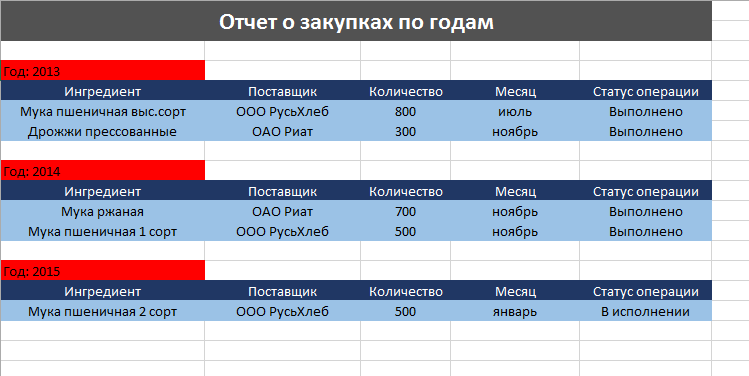 Отчет о закупках по годам
Год: 2013
Ингредиент Поставщик Количество Месяц Статус операции
Мука пшеничная выс.сорт ООО РусьХлеб 800 июль Выполнено
Дрожжи прессованные ОАО Риат 300 ноябрь Выполнено
Год: 2014
Ингредиент Поставщик Количество Месяц Статус операции
Мука ржаная ОАО Риат 700 ноябрь Выполнено
Мука пшеничная 1 сорт ООО РусьХлеб 500 ноябрь Выполнено
Год: 2015
Ингредиент Поставщик Количество Месяц Статус операции
Мука пшеничная 2 сорт ООО РусьХлеб 500 январь В исполнении